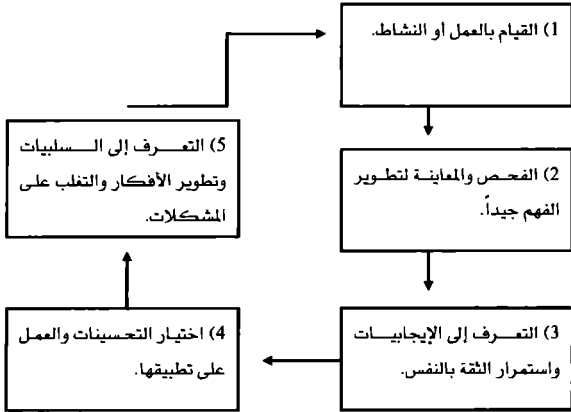 1) القيام بالعمل أو النشاط.
2) الفحص والمعاينة لتطوير
الفهم جيداً.
3) التعرف إلى الإيجابيات
واستمرار الثقة بالنفس.
4) اختيار التحسينات والعمل
على تطبيقها.
5) التعرف إلى السلبيات
وتطوير الأفكار والتغلب على
المشكلات.